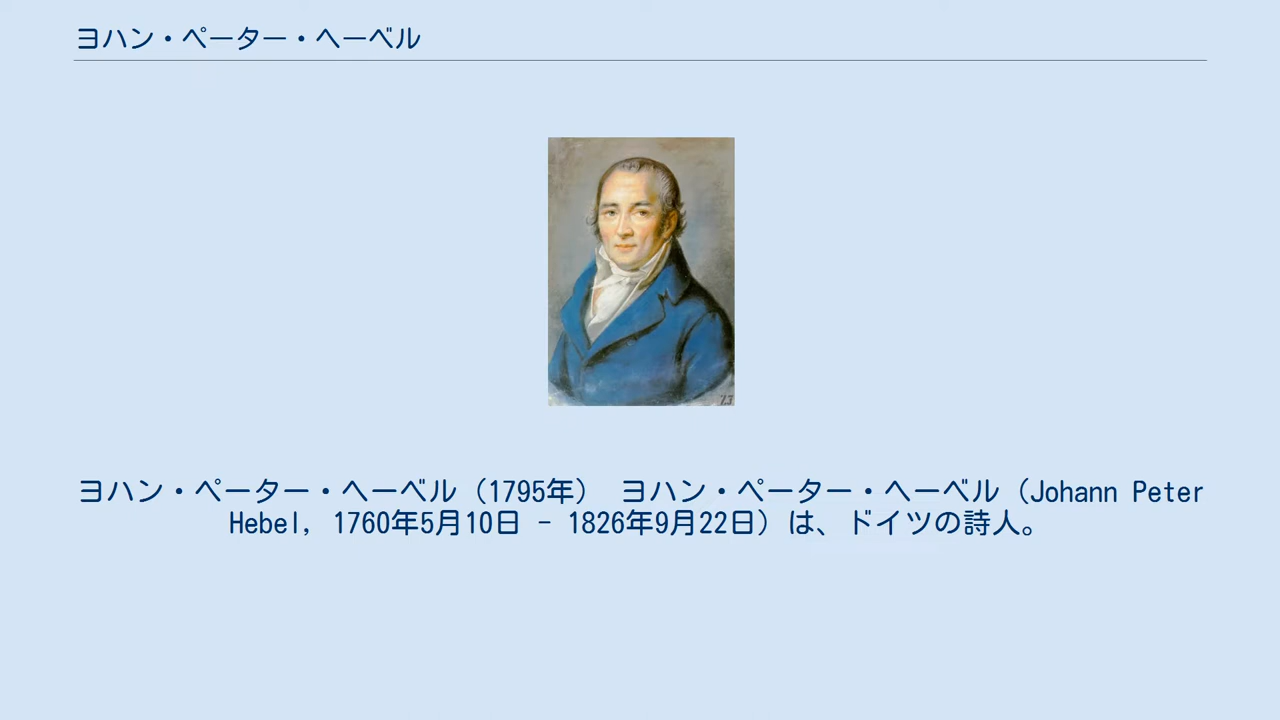 ヨハン・ペーター・ヘーベル
ヨハン・ペーター・ヘーベル（1795年） ヨハン・ペーター・ヘーベル（Johann Peter
Hebel, 1760年5月10日 - 1826年9月22日）は、ドイツの詩人。